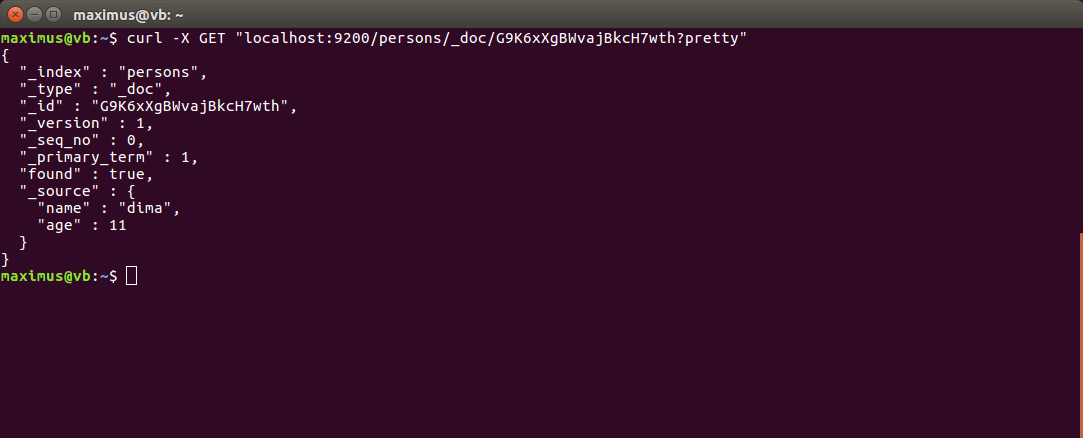 maximus@vb: ~
maximus@vb:~$ curl -X GET "localhost:9200/persons/_doc/G9K6xXgBWvajBkcH7wth?pretty"
{
  "_index" : "persons",
  "_type" : "_doc",
  "_id" : "G9K6xXgBWvajBkcH7wth",
  "_version" : 1,
  "_seq_no" : 0,
  "_primary_term" : 1,
  "found" : true,
  "_source" : {
    "name" : "dima",
    "age" : 11
  }
}
maximus@vb:~$